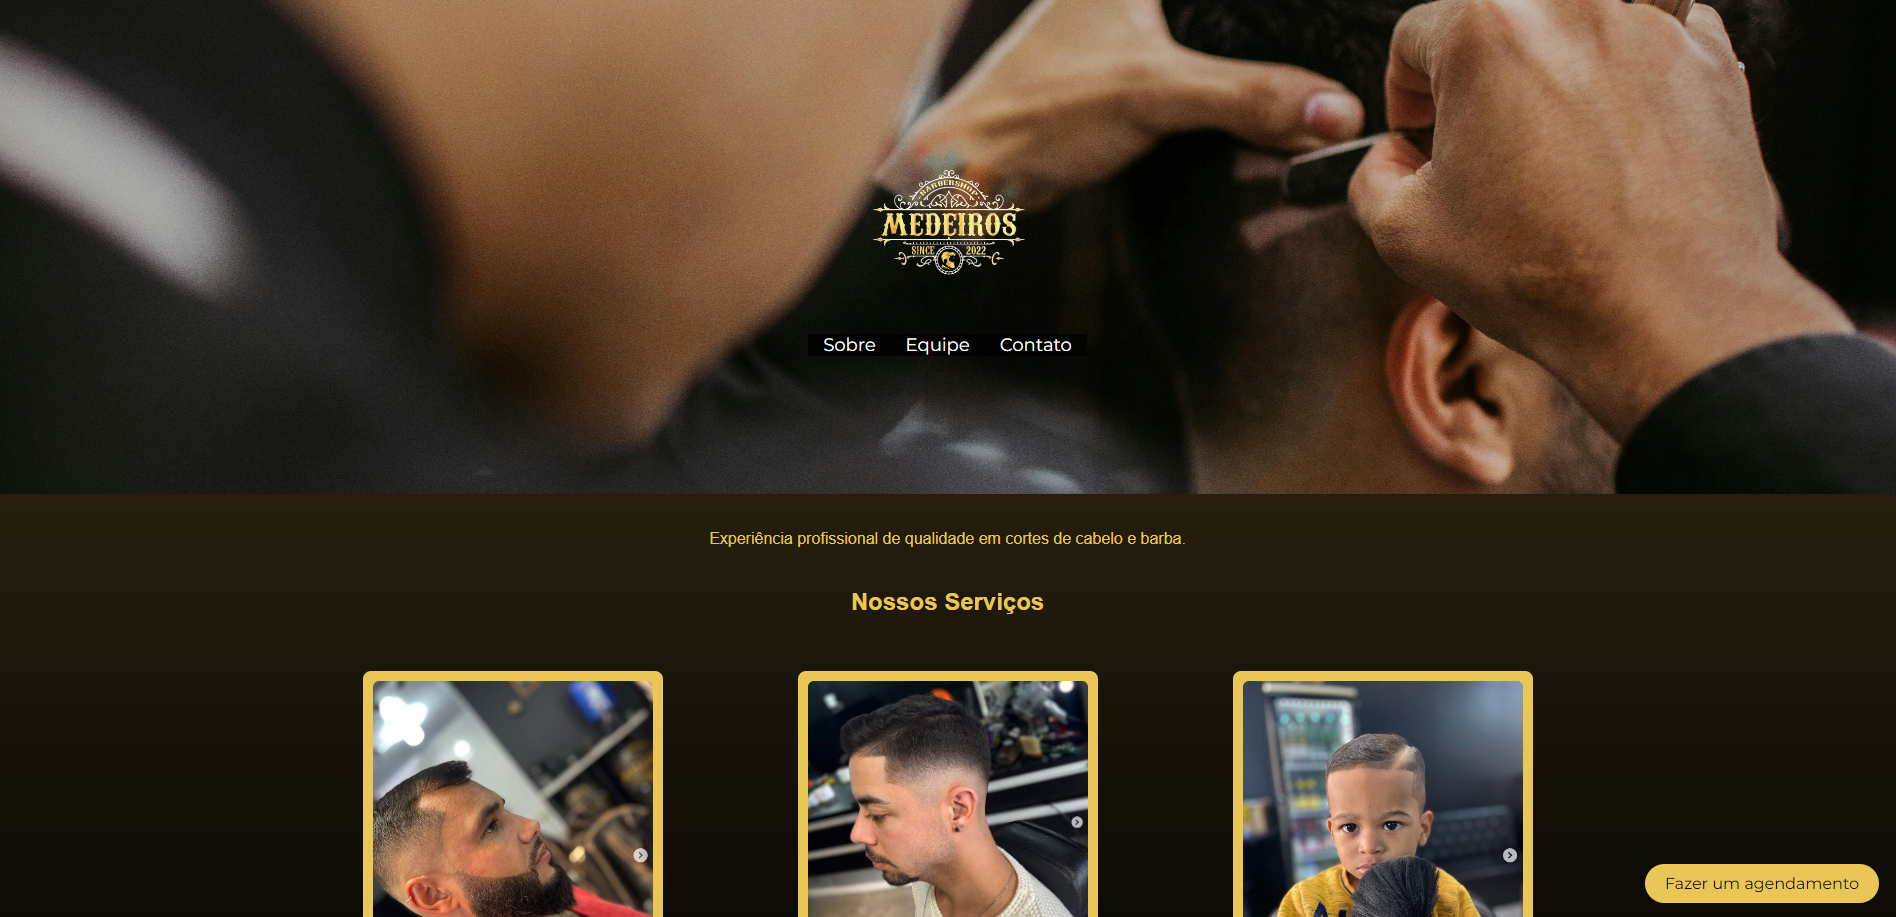 BARBERSHOP
MEDEIROS
SINCE 2022
Sobre Equipe Contato
Experiência profissional de qualidade em cortes de cabelo e barba.
Nossos Serviços
Fazer um agendamento